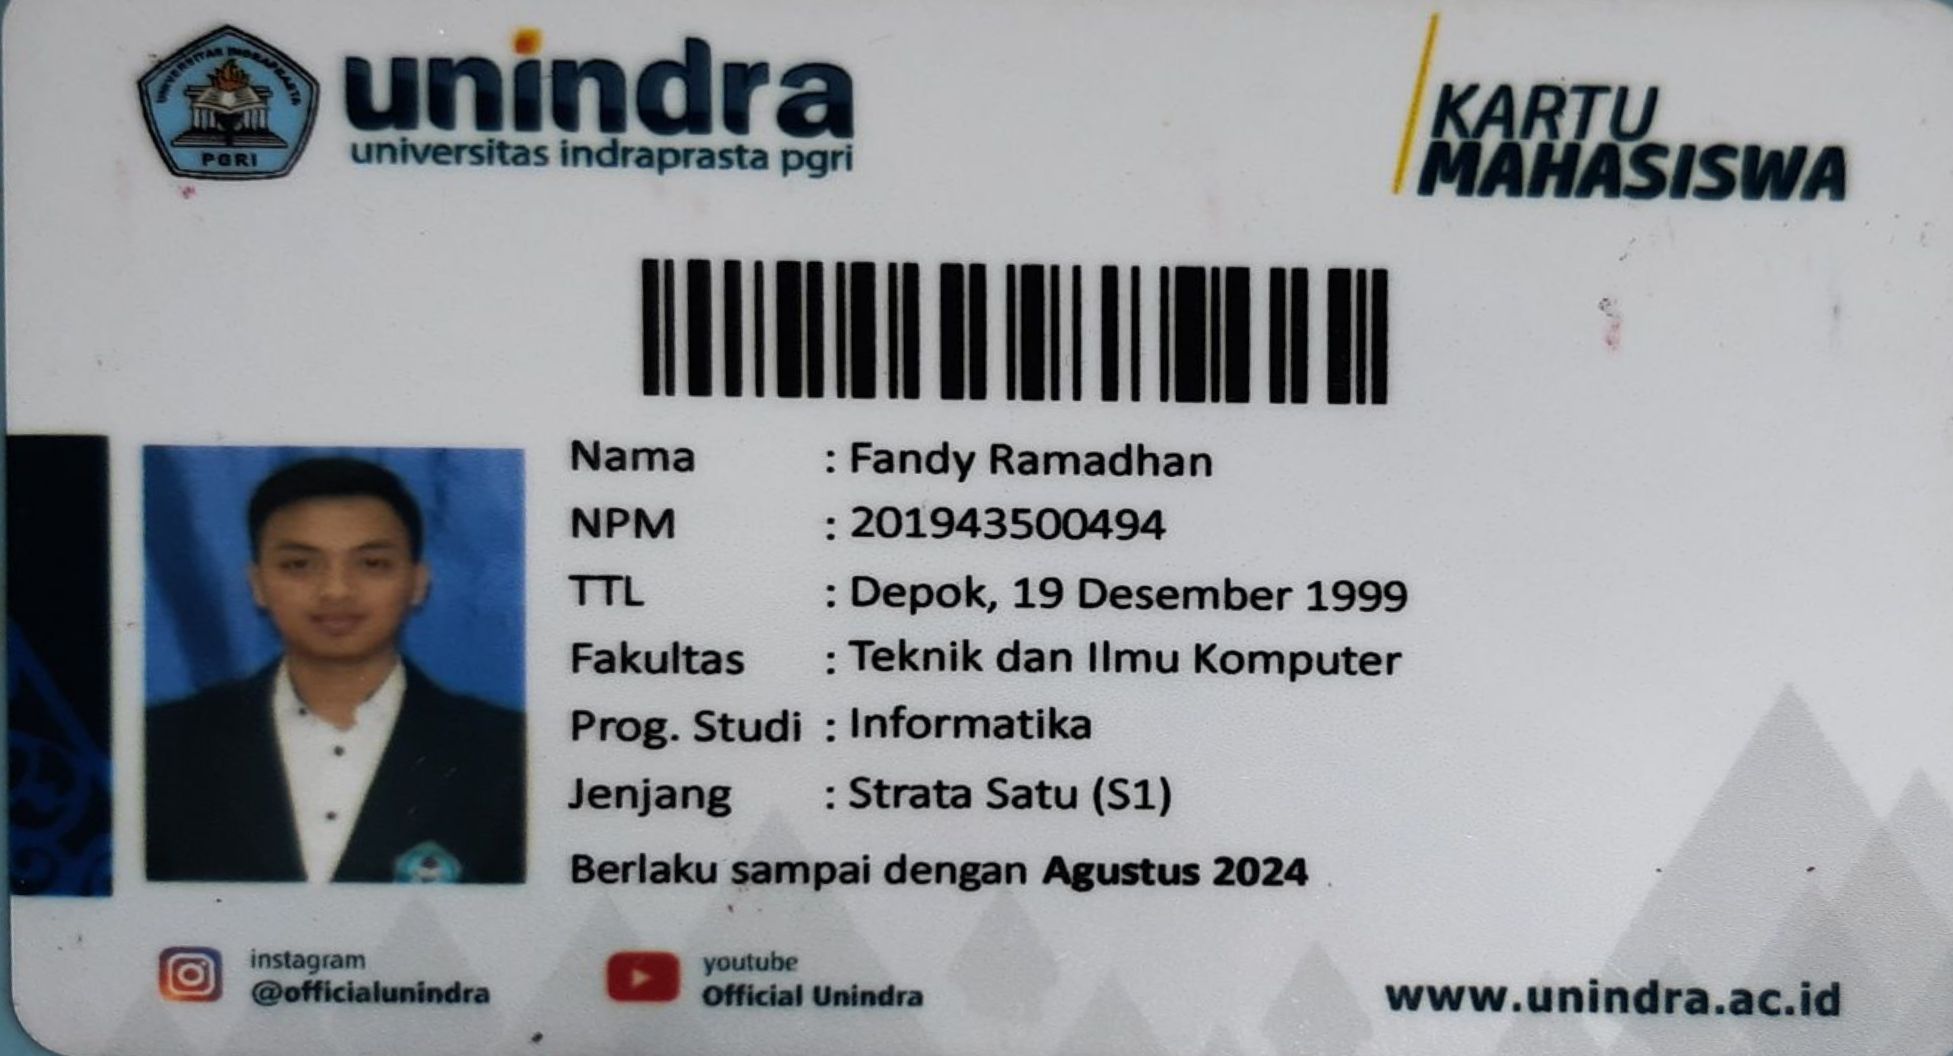 UNIVERSITAS INDRAPRASTA
PGRI
unindra
universitas indraprasta pgri
KARTU
MAHASISWA
Nama : Fandy Ramadhan
NPM : 201943500494
TTL : Depok, 19 Desember 1999
Fakultas : Teknik dan Ilmu Komputer
Prog. Studi : Informatika
Jenjang : Strata Satu (S1)
Berlaku sampai dengan Agustus 2024
instagram
@officialunindra
youtube
Official Unindra
www.unindra.ac.id